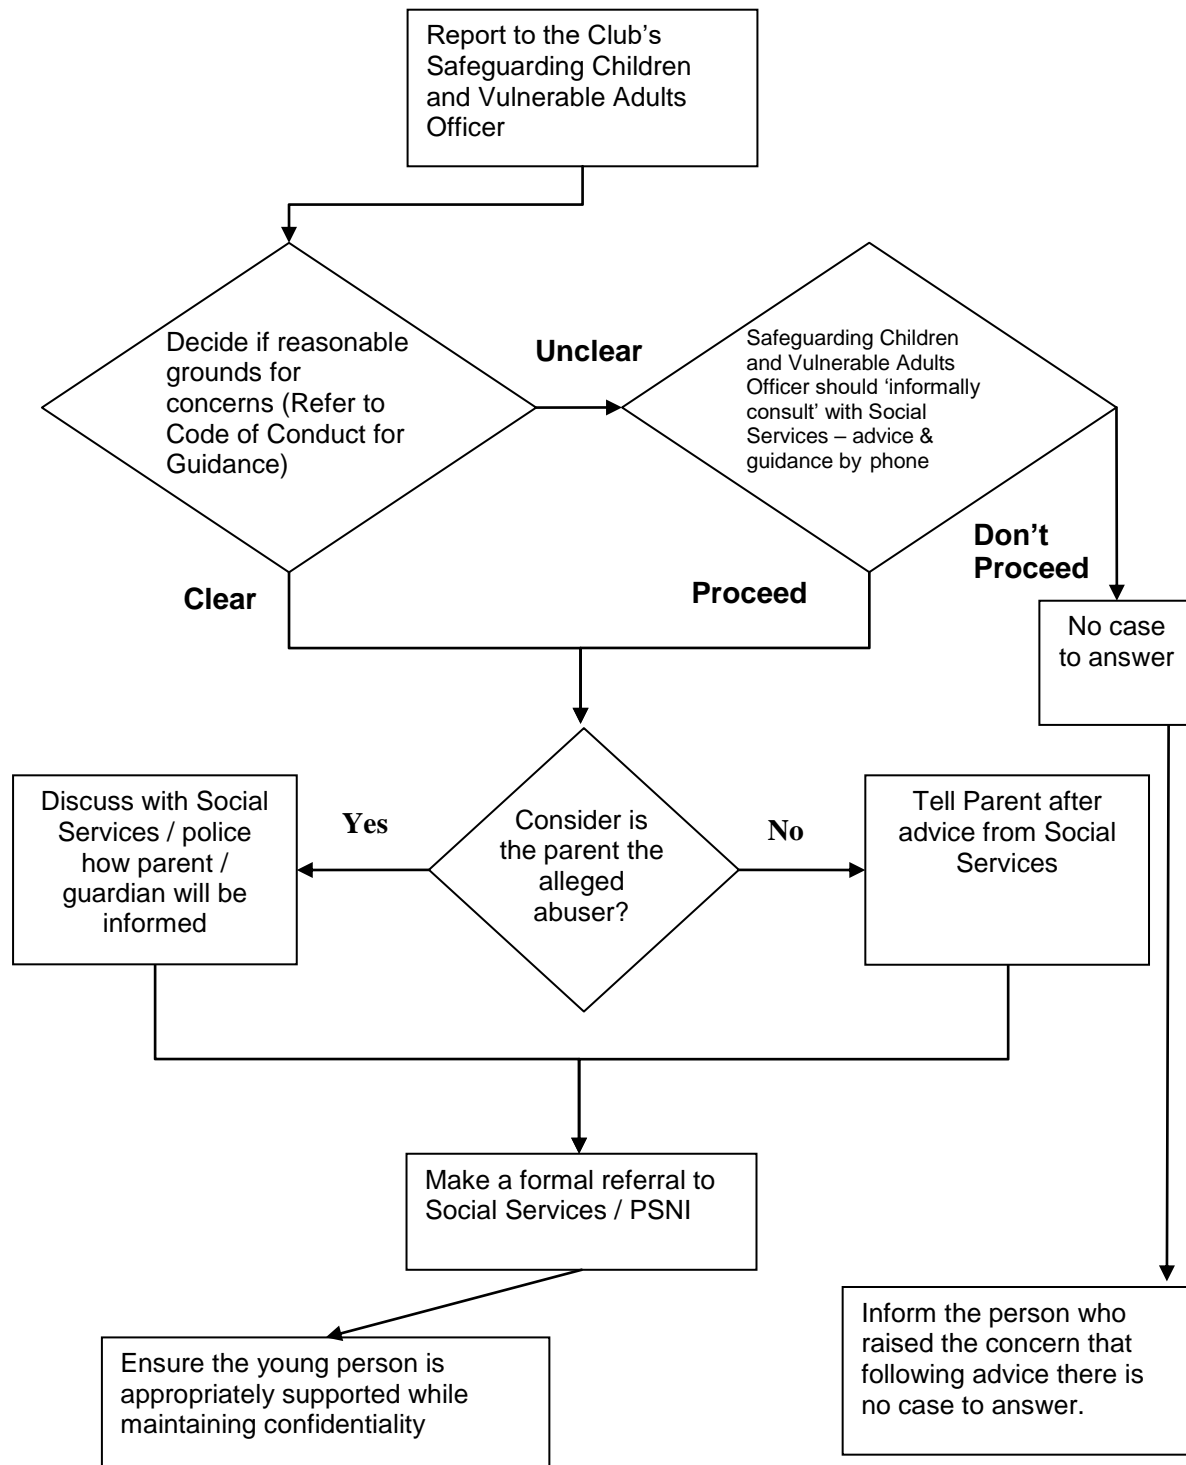 Report to the Club's
Safeguarding Children
and Vulnerable Adults
Officer
Decide if reasonable
grounds for
concerns (Refer to
Code of Conduct for
Guidance)
Unclear
Safeguarding Children
and Vulnerable Adults
Officer should ‘informally
consult’ with Social
Services – advice &
guidance by phone
Clear
Proceed
Don’t
Proceed
No case
to answer
Discuss with Social
Services / police
how parent /
guardian will be
informed
Yes
Consider is
the parent the
alleged
abuser?
No
Tell Parent after
advice from Social
Services
Make a formal referral to
Social Services / PSNI
Ensure the young person is
appropriately supported while
maintaining confidentiality
Inform the person who
raised the concern that
following advice there is
no case to answer.